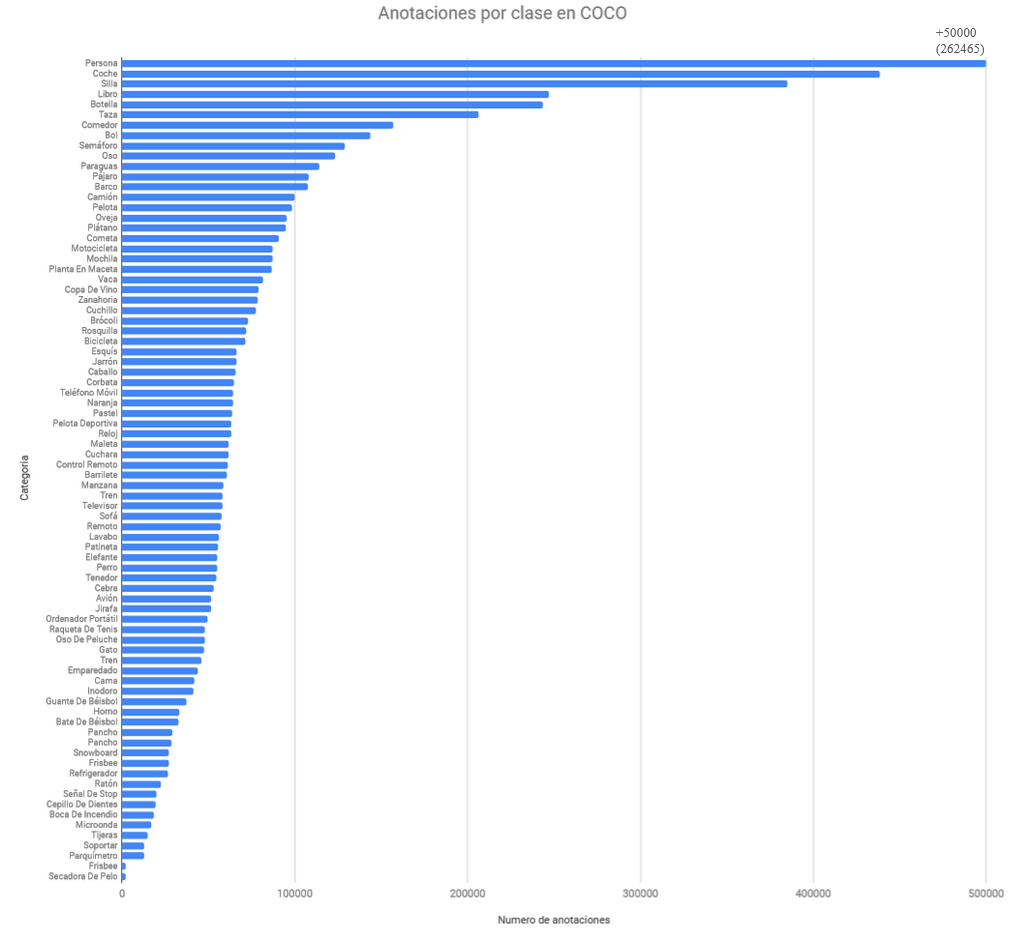 Anotaciones por clase en COCO
+50000
(262465)
Persona
Coche
Silla
Libro
Botella
Taza
Comedor
Bol
Semáforo
Oso
Paraguas
Pájaro
Barco
Camión
Pelota
Oveja
Plátano
Cometa
Motocicleta
Mochila
Planta En Maceta
Vaca
Copa De Vino
Zanahoria
Cuchillo
Brócoli
Rosquilla
Bicicleta
Esquís
Jarrón
Caballo
Corbata
Teléfono Móvil
Naranja
Pastel
Pelota Deportiva
Reloj
Maleta
Cuchara
Control Remoto
Barrilete
Manzana
Tren
Televisor
Sofá
Remoto
Lavabo
Patineta
Elefante
Perro
Tenedor
Cebra
Avión
Jirafa
Ordenador Portátil
Raqueta De Tenis
Oso De Peluche
Gato
Tren
Emparedado
Cama
Inodoro
Guante De Béisbol
Horno
Bate De Béisbol
Pancho
Pancho
Snowboard
Frisbee
Refrigerador
Ratón
Señal De Stop
Cepillo De Dientes
Boca De Incendio
Microonda
Tijeras
Soportar
Parquímetro
Frisbee
Secadora De Pelo
Categoria
0 100000 200000 300000 400000 500000
Numero de anotaciones